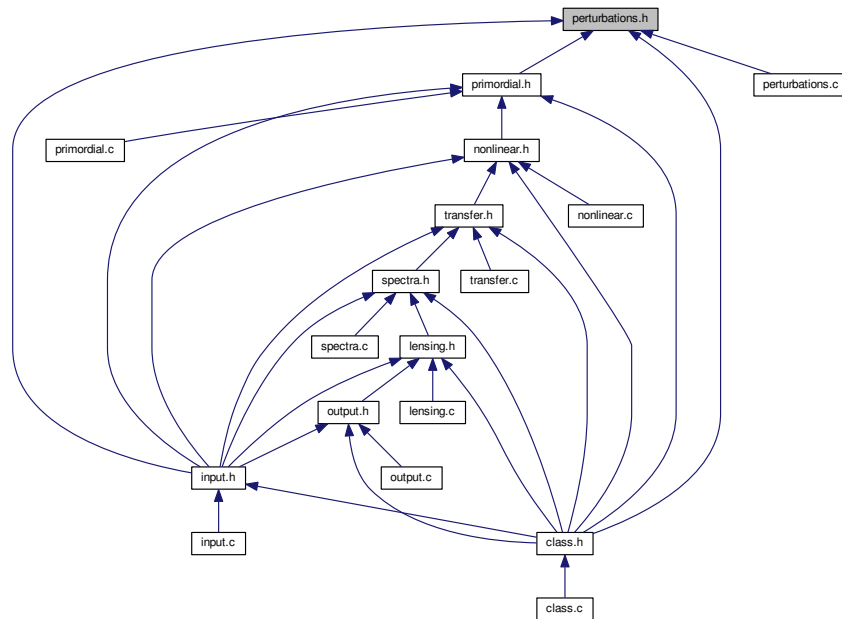 perturbations.h
primordial.h
perturbations.c
primordial.c
nonlinear.h
transfer.h
nonlinear.c
spectra.h
transfer.c
spectra.c
lensing.h
output.h
lensing.c
input.h
output.c
input.c
class.h
class.c